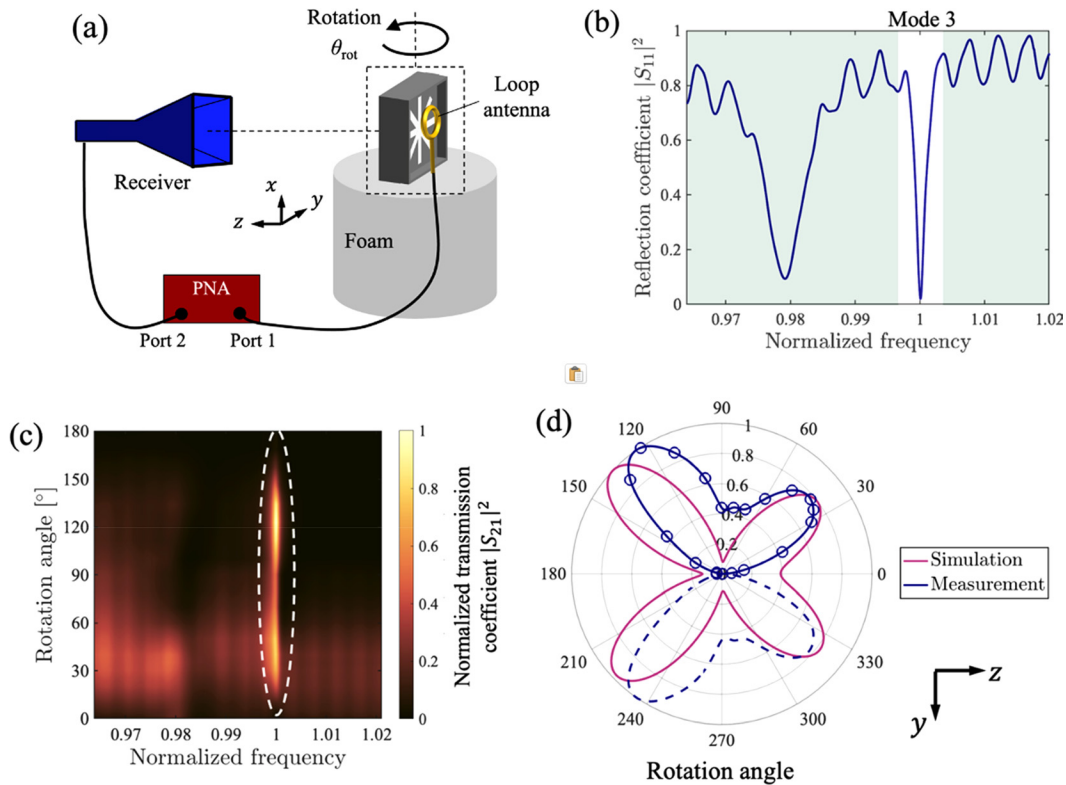 (a)
Rotation
θrot
Loop
antenna
Receiver
x
y
z
Foam
PNA
Port 2
Port 1
(b)
Mode 3
Reflection coefficient |S11|²
1
0.8
0.6
0.4
0.2
0
0.97
0.98
0.99
1
1.01
1.02
Normalized frequency
(c)
Rotation angle [°]
180
150
120
90
60
30
0
0.97
0.98
0.99
1
1.01
1.02
Normalized frequency
1
0.8
0.6
0.4
0.2
0
Normalized transmission
coefficient |S21|²
(d)
90
120
60
150
30
180
0
210
330
240
300
270
1
0.8
0.6
0.4
0.2
Rotation angle
Simulation
Measurement
z
y